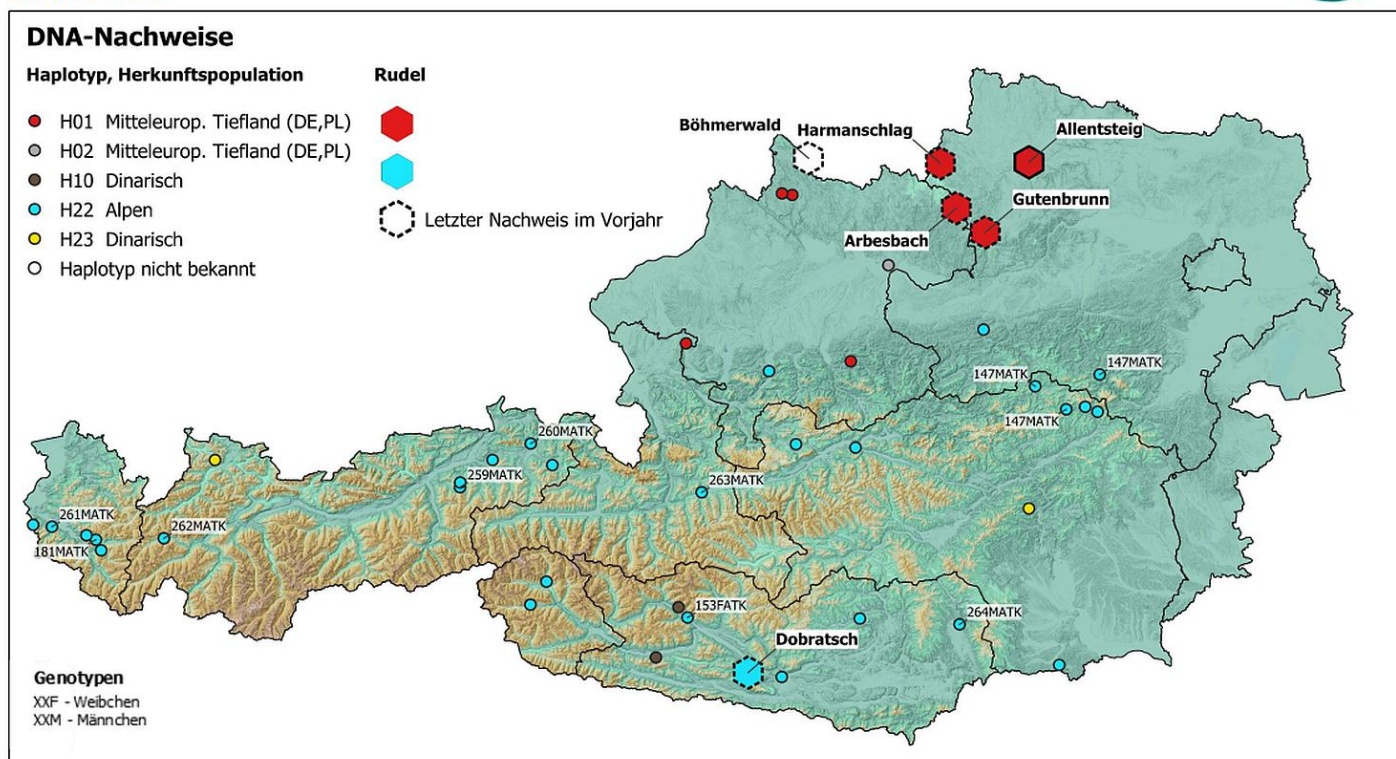 DNA-Nachweise
Haplotyp, Herkunftspopulation
Rudel
H01 Mitteleurop. Tiefland (DE,PL)
H02 Mitteleurop. Tiefland (DE,PL)
H10 Dinarisch
H22 Alpen
H23 Dinarisch
Haplotyp nicht bekannt
Letzter Nachweis im Vorjahr
Böhmerwald
Harmanschlag
Allentsteig
Gutenbrunn
Arbesbach
147MATK
147MATK
147MATK
260MATK
259MATK
263MATK
261MATK
262MATK
181MATK
153FATK
264MATK
Dobratsch
Genotypen
XXF - Weibchen
XXM - Männchen